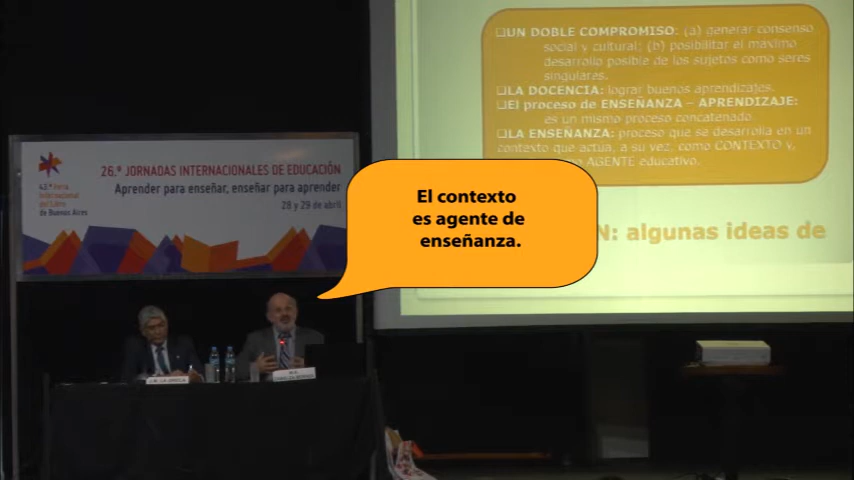 26.º JORNADAS INTERNACIONALES DE EDUCACIÓN
Aprender para enseñar, enseñar para aprender
28 y 29 de abril
43.ª Feria
Internacional
del Libro
de Buenos Aires
UN DOBLE COMPROMISO: (a) generar consenso
social y cultural; (b) posibilitar el máximo
desarrollo posible de los sujetos como seres
singulares.
LA DOCENCIA: lograr buenos aprendizajes.
El proceso de ENSEÑANZA – APRENDIZAJE:
es un mismo proceso concatenado.
LA ENSEÑANZA: proceso que se desarrolla en un
contexto que actúa, a su vez, como CONTEXTO y,
AGENTE educativo.
N: algunas ideas de
El contexto
es agente de
enseñanza.